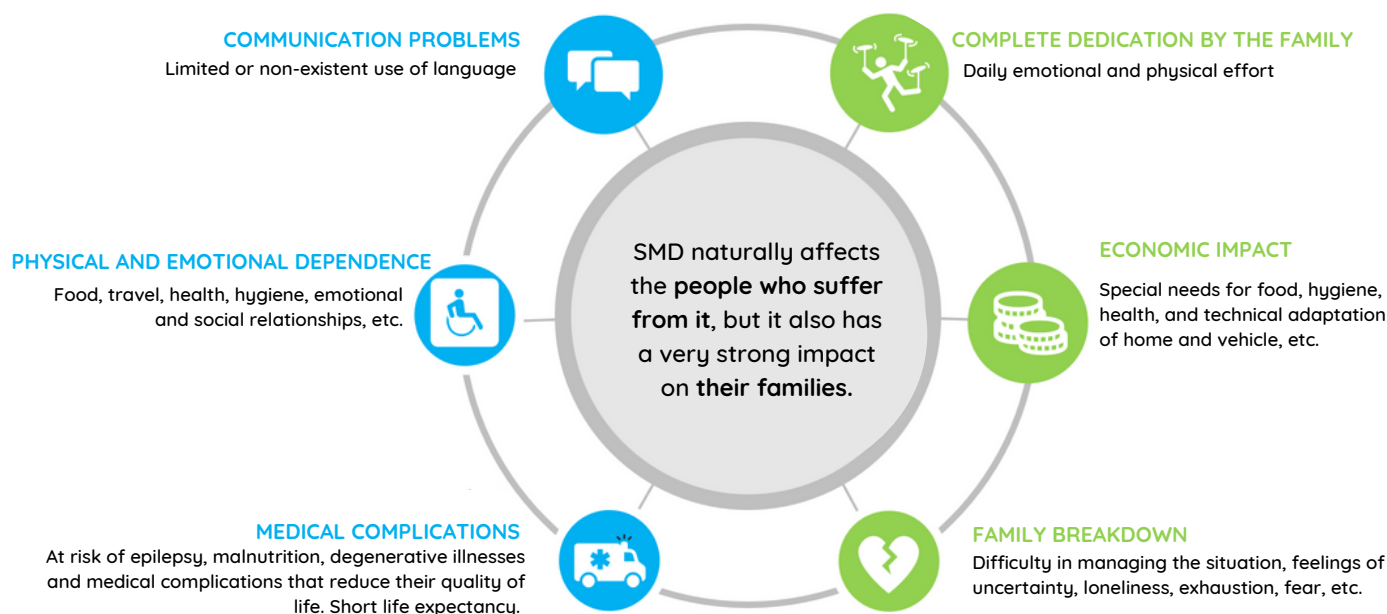 COMMUNICATION PROBLEMS
Limited or non-existent use of language
COMPLETE DEDICATION BY THE FAMILY
Daily emotional and physical effort
PHYSICAL AND EMOTIONAL DEPENDENCE
Food, travel, health, hygiene, emotional
and social relationships, etc.
SMD naturally affects
the people who suffer
from it, but it also has
a very strong impact
on their families.
ECONOMIC IMPACT
Special needs for food, hygiene,
health, and technical adaptation
of home and vehicle, etc.
MEDICAL COMPLICATIONS
At risk of epilepsy, malnutrition, degenerative illnesses
and medical complications that reduce their quality of
life. Short life expectancy.
FAMILY BREAKDOWN
Difficulty in managing the situation, feelings of
uncertainty, loneliness, exhaustion, fear, etc.